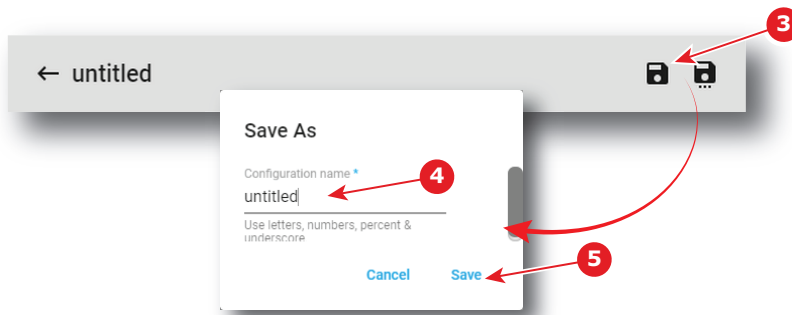 3
← untitled
Save As
Configuration name *
4
untitled
Use letters, numbers, percent &
underscore
5
Cancel Save